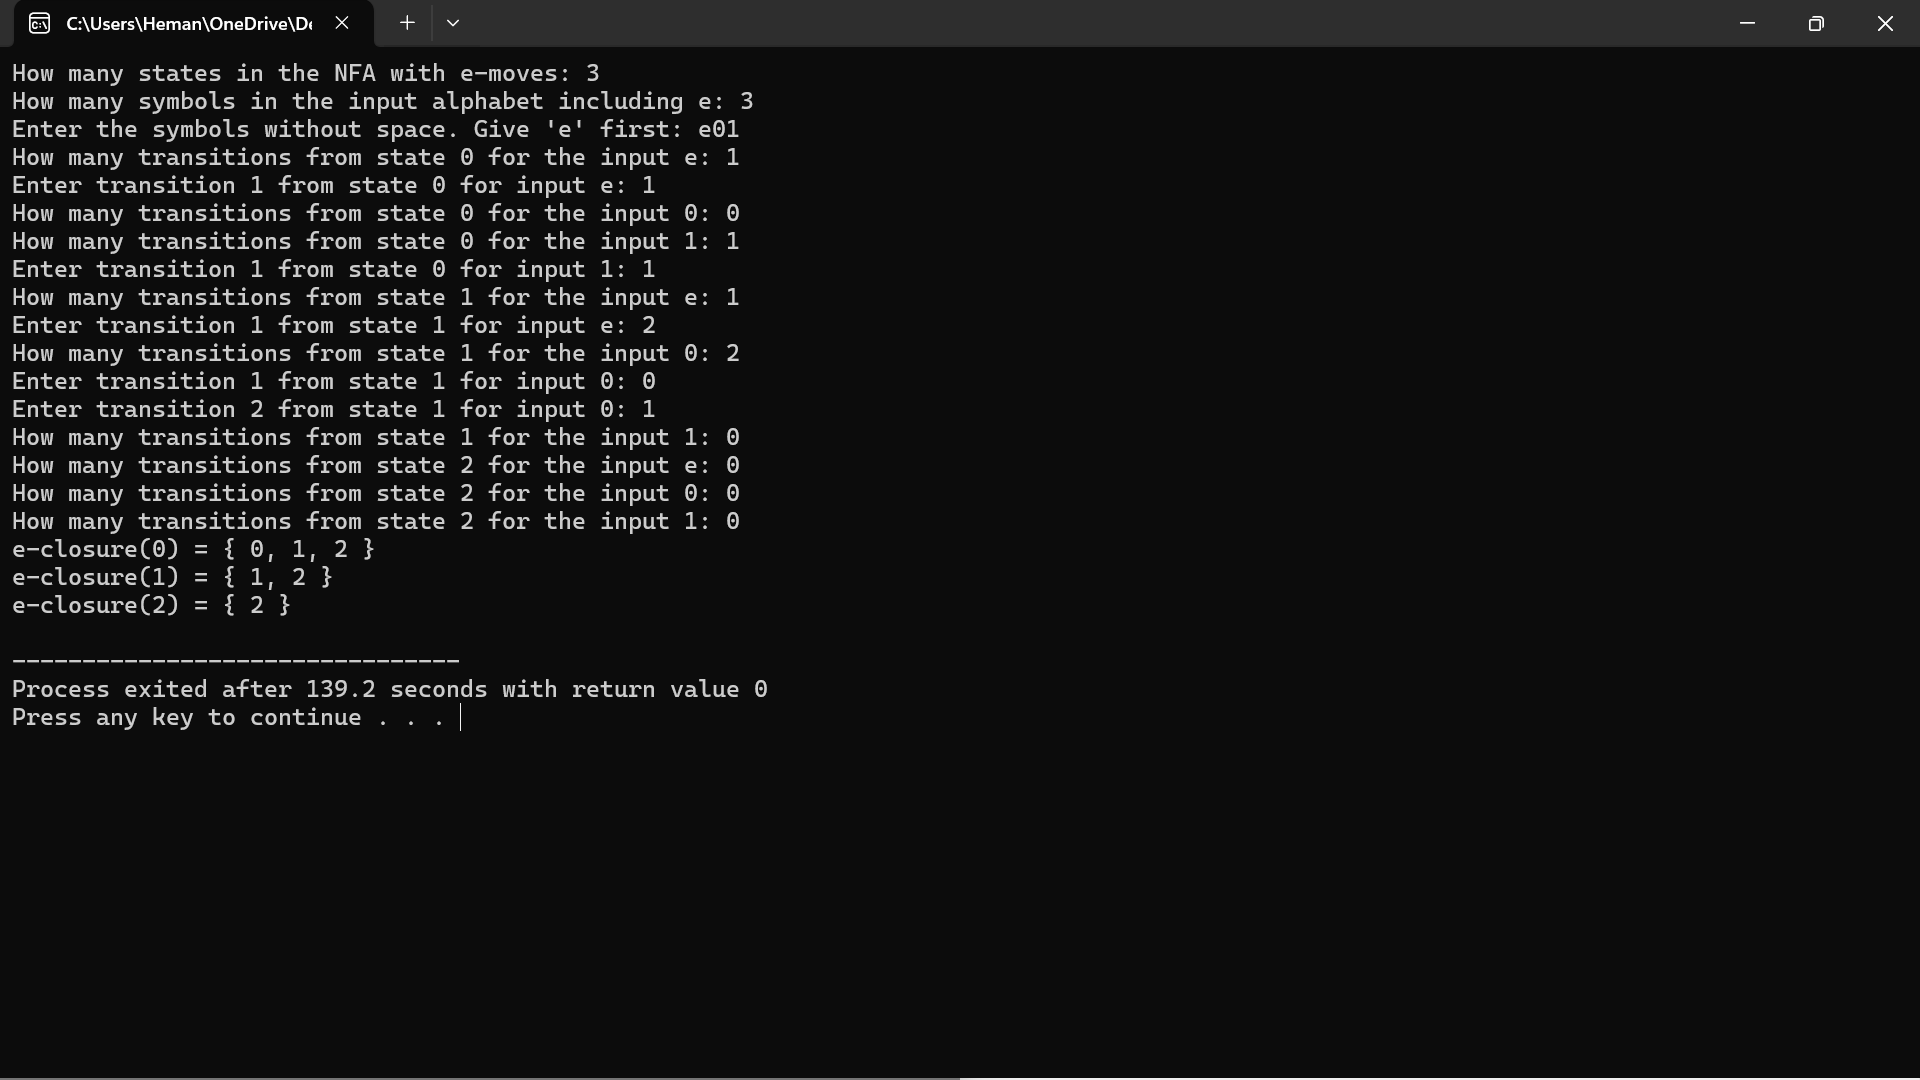 C:\Users\Heman\OneDrive\De
How many states in the NFA with e-moves: 3
How many symbols in the input alphabet including e: 3
Enter the symbols without space. Give 'e' first: e01
How many transitions from state 0 for the input e: 1
Enter transition 1 from state 0 for input e: 1
How many transitions from state 0 for the input 0: 0
How many transitions from state 0 for the input 1: 1
Enter transition 1 from state 0 for input 1: 1
How many transitions from state 1 for the input e: 1
Enter transition 1 from state 1 for input e: 2
How many transitions from state 1 for the input 0: 2
Enter transition 1 from state 1 for input 0: 0
Enter transition 2 from state 1 for input 0: 1
How many transitions from state 1 for the input 1: 0
How many transitions from state 2 for the input e: 0
How many transitions from state 2 for the input 0: 0
How many transitions from state 2 for the input 1: 0
e-closure(0) = { 0, 1, 2 }
e-closure(1) = { 1, 2 }
e-closure(2) = { 2 }
--------------------------------
Process exited after 139.2 seconds with return value 0
Press any key to continue . . .